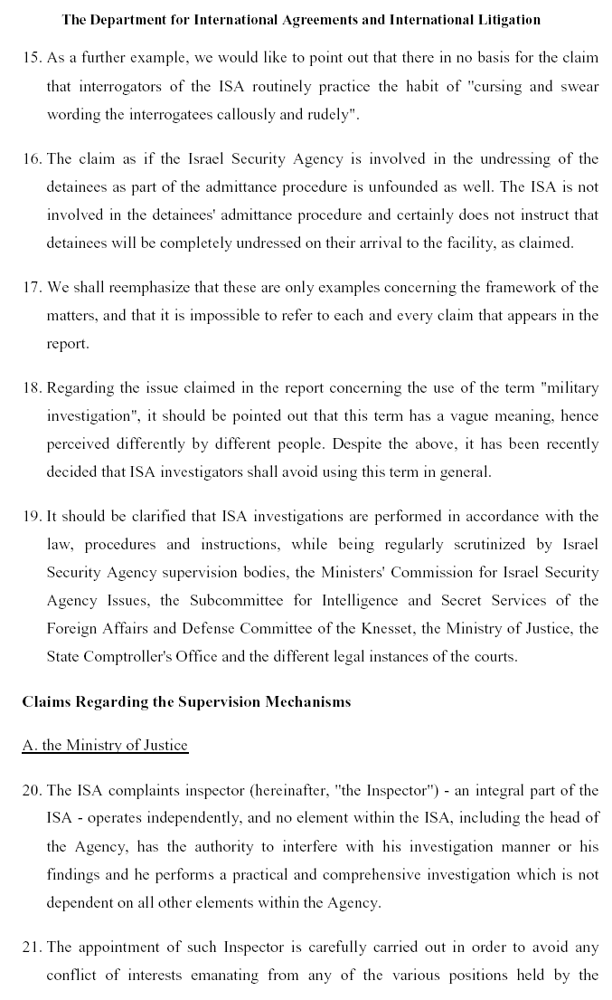 The Department for International Agreements and International Litigation
15. As a further example, we would like to point out that there in no basis for the claim
that interrogators of the ISA routinely practice the habit of "cursing and swear
wording the interrogatees callously and rudely".
16. The claim as if the Israel Security Agency is involved in the undressing of the
detainees as part of the admittance procedure is unfounded as well. The ISA is not
involved in the detainees' admittance procedure and certainly does not instruct that
detainees will be completely undressed on their arrival to the facility, as claimed.
17. We shall reemphasize that these are only examples concerning the framework of the
matters, and that it is impossible to refer to each and every claim that appears in the
report.
18. Regarding the issue claimed in the report concerning the use of the term "military
investigation", it should be pointed out that this term has a vague meaning, hence
perceived differently by different people. Despite the above, it has been recently
decided that ISA investigators shall avoid using this term in general.
19. It should be clarified that ISA investigations are performed in accordance with the
law, procedures and instructions, while being regularly scrutinized by Israel
Security Agency supervision bodies, the Ministers' Commission for Israel Security
Agency Issues, the Subcommittee for Intelligence and Secret Services of the
Foreign Affairs and Defense Committee of the Knesset, the Ministry of Justice, the
State Comptroller's Office and the different legal instances of the courts.
Claims Regarding the Supervision Mechanisms
A. the Ministry of Justice
20. The ISA complaints inspector (hereinafter, "the Inspector") - an integral part of the
ISA - operates independently, and no element within the ISA, including the head of
the Agency, has the authority to interfere with his investigation manner or his
findings and he performs a practical and comprehensive investigation which is not
dependent on all other elements within the Agency.
21. The appointment of such Inspector is carefully carried out in order to avoid any
conflict of interests emanating from any of the various positions held by the